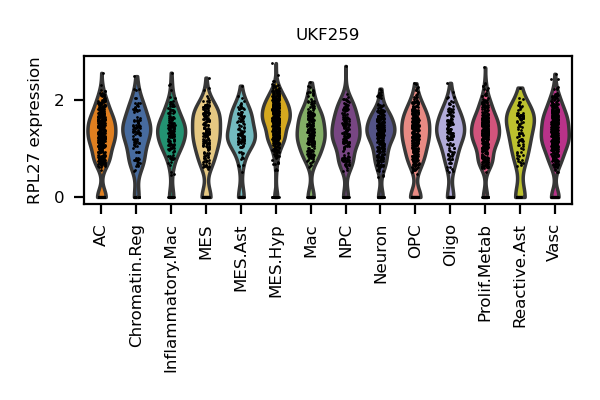 UKF259
RPL27 expression
2
0
AC
Chromatin.Reg
Inflammatory.Mac
MES
MES.Ast
MES.Hyp
Mac
NPC
Neuron
OPC
Oligo
Prolif.Metab
Reactive.Ast
Vasc